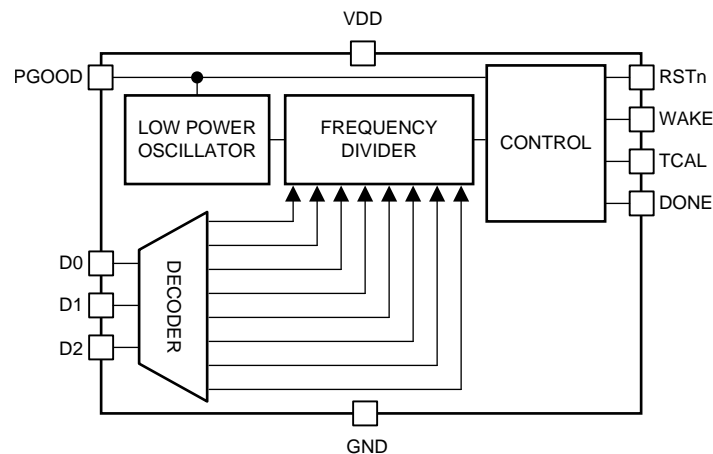 VDD
PGOOD
RSTn
LOW POWER
OSCILLATOR
FREQUENCY
DIVIDER
CONTROL
WAKE
TCAL
DONE
D0
D1
D2
DECODER
GND